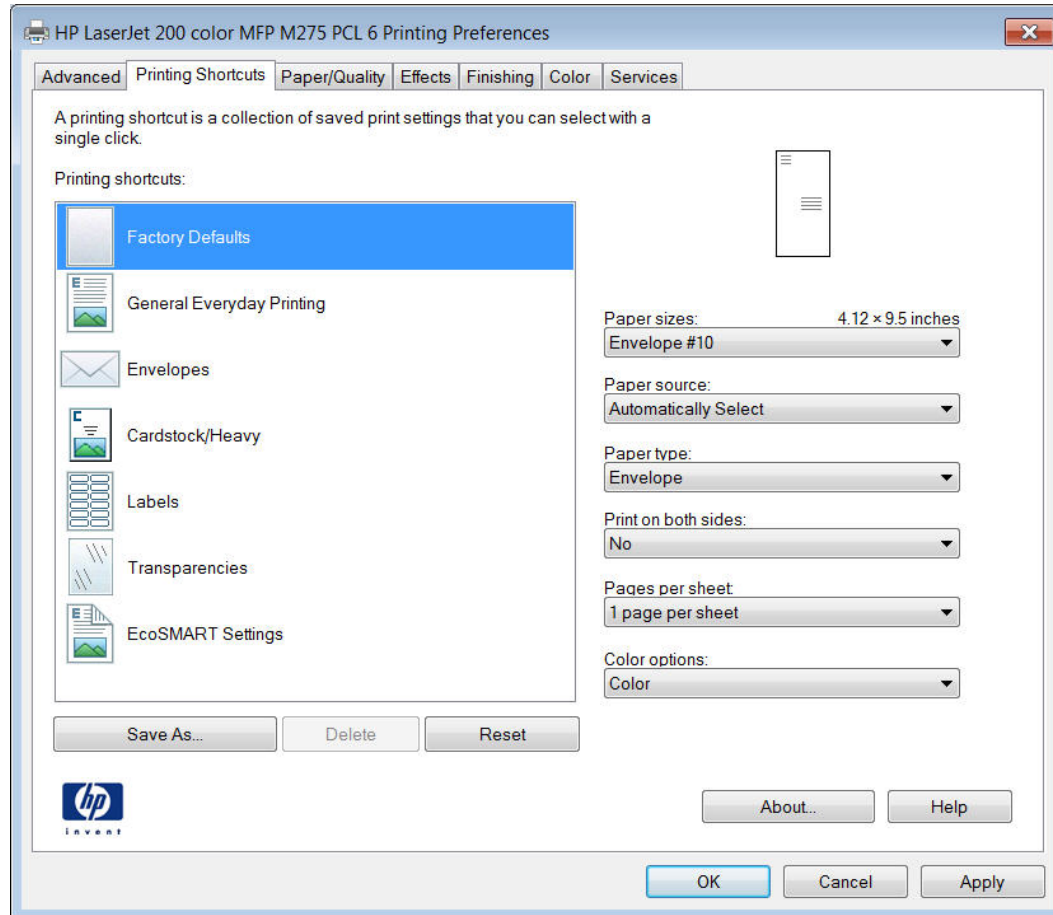 HP LaserJet 200 color MFP M275 PCL 6 Printing Preferences
Advanced Printing Shortcuts Paper/Quality Effects Finishing Color Services
A printing shortcut is a collection of saved print settings that you can select with a
single click.
Printing shortcuts:
Factory Defaults
E
General Everyday Printing
Envelopes
C
Cardstock/Heavy
Labels
Transparencies
E
EcoSMART Settings
Save As... Delete Reset
Paper sizes: 4.12 × 9.5 inches
Envelope #10
Paper source:
Automatically Select
Paper type:
Envelope
Print on both sides:
No
Pages per sheet:
1 page per sheet
Color options:
Color
hp
invent
About... Help
OK Cancel Apply